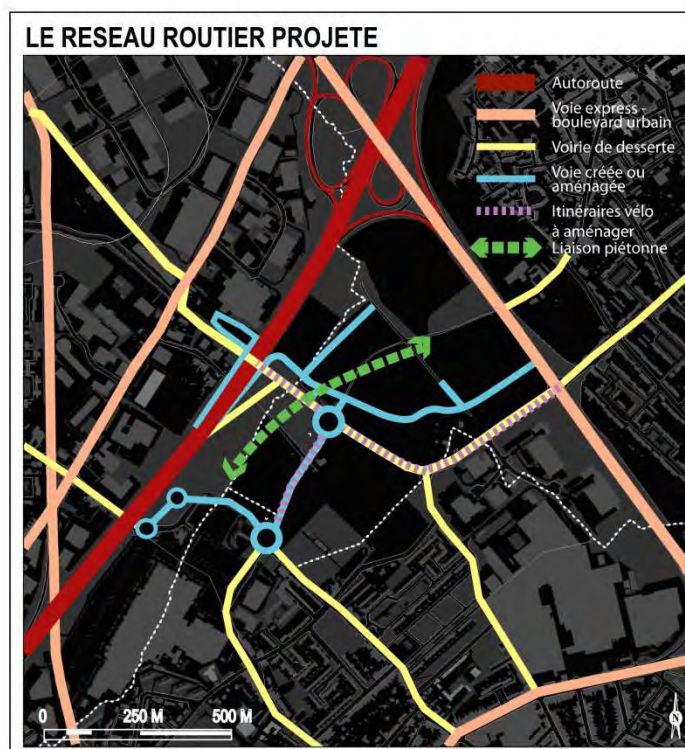 LE RESEAU ROUTIER PROJETE
Autoroute
Voie express -
boulevard urbain
Voirie de desserte
Voie créée ou
aménagée
Itinéraires vélo
à aménager
Liaison piétonne
0 250 M 500 M